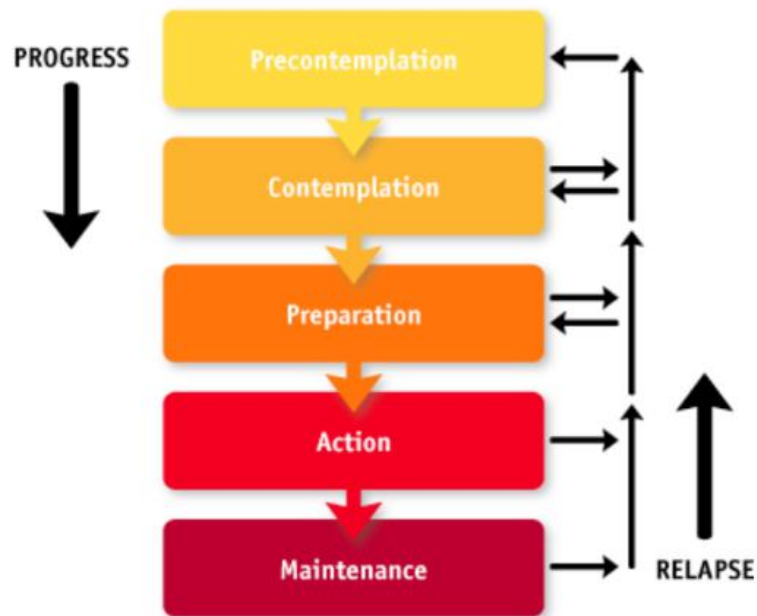 PROGRESS
Precontemplation
Contemplation
Preparation
Action
Maintenance
RELAPSE